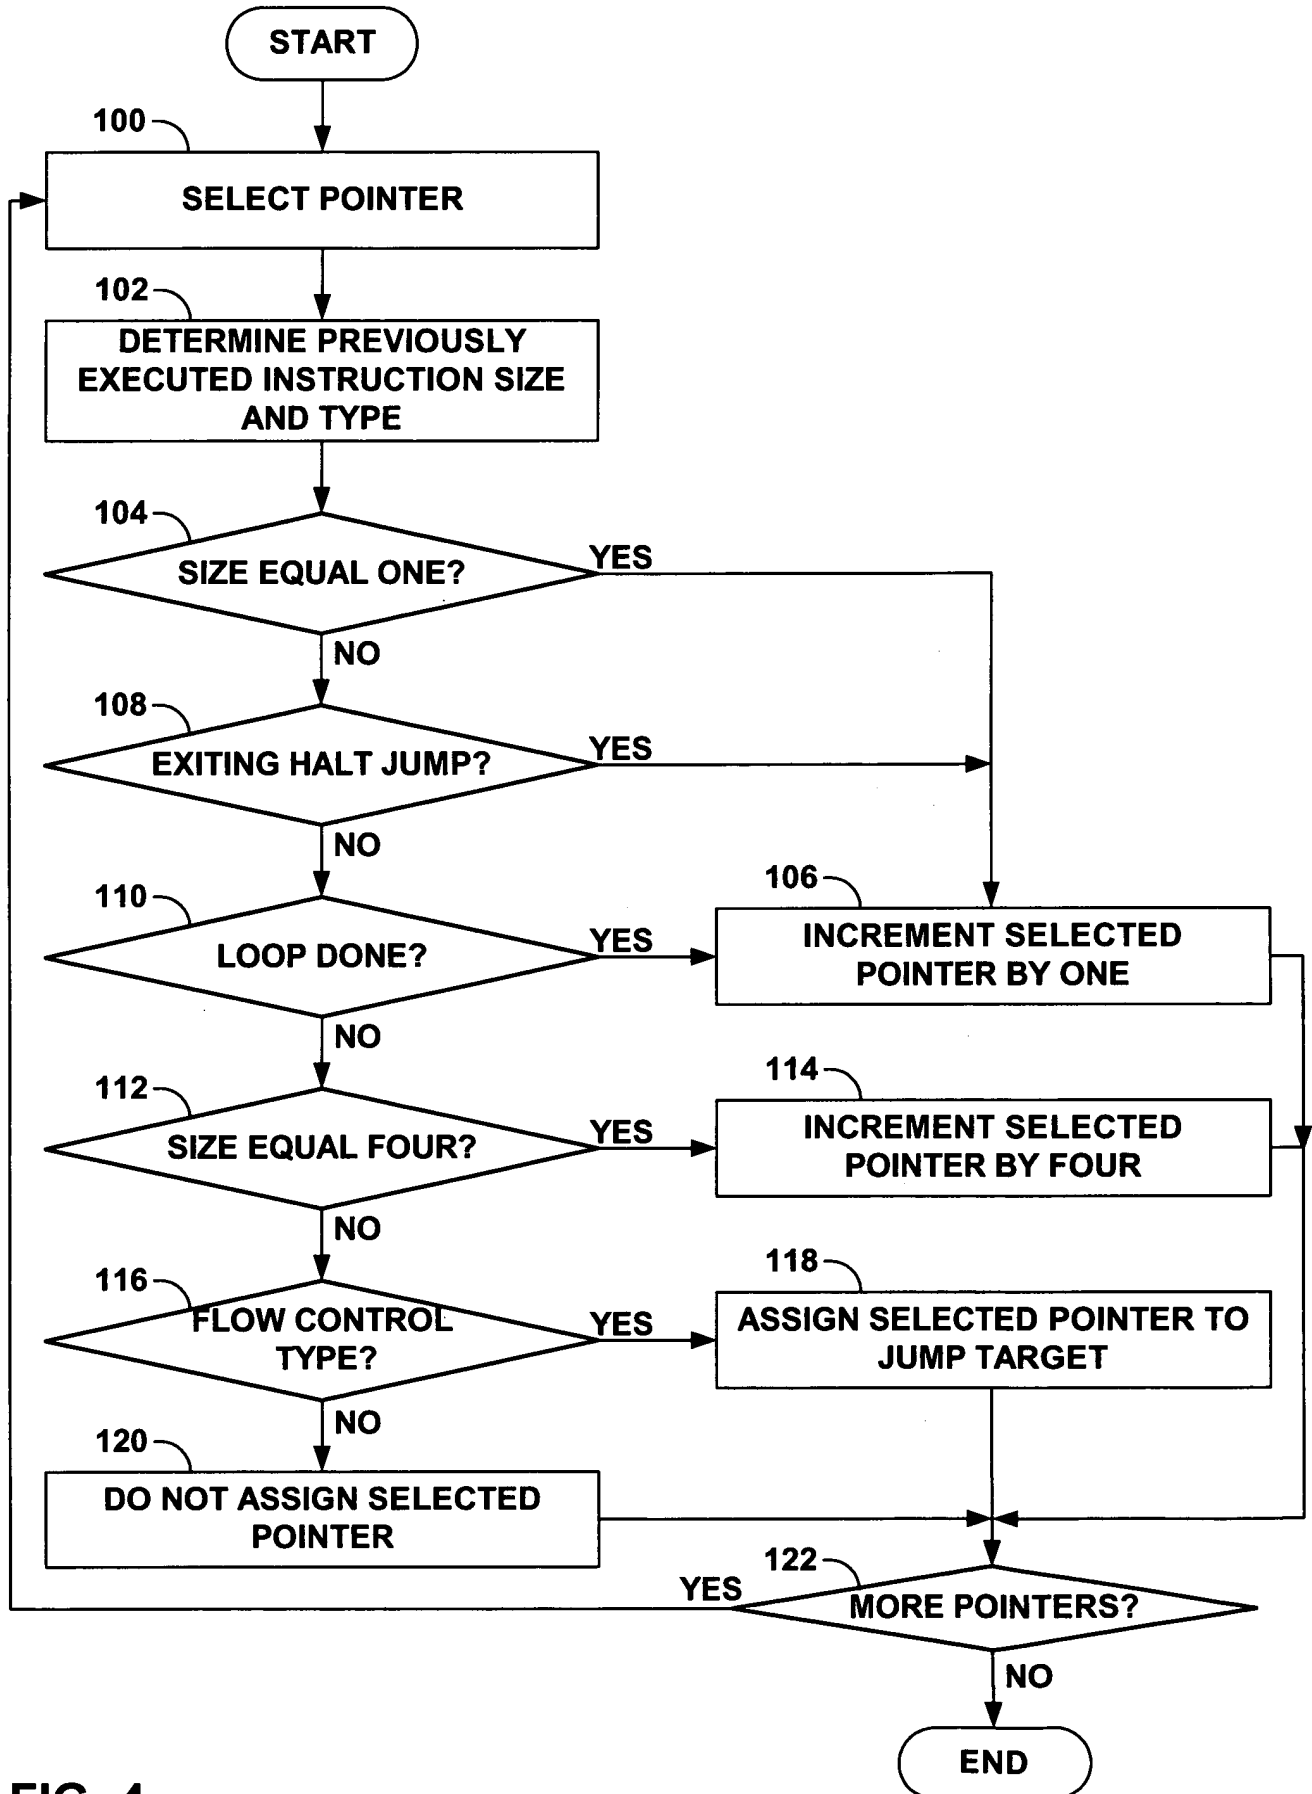 START
100
SELECT POINTER
102
DETERMINE PREVIOUSLY
EXECUTED INSTRUCTION SIZE
AND TYPE
104
SIZE EQUAL ONE?
YES
NO
108
EXITING HALT JUMP?
YES
NO
110
LOOP DONE?
YES
106
INCREMENT SELECTED
POINTER BY ONE
NO
112
SIZE EQUAL FOUR?
YES
114
INCREMENT SELECTED
POINTER BY FOUR
NO
116
FLOW CONTROL
TYPE?
YES
118
ASSIGN SELECTED POINTER TO
JUMP TARGET
NO
120
DO NOT ASSIGN SELECTED
POINTER
122
MORE POINTERS?
YES
NO
END
FIG. 4